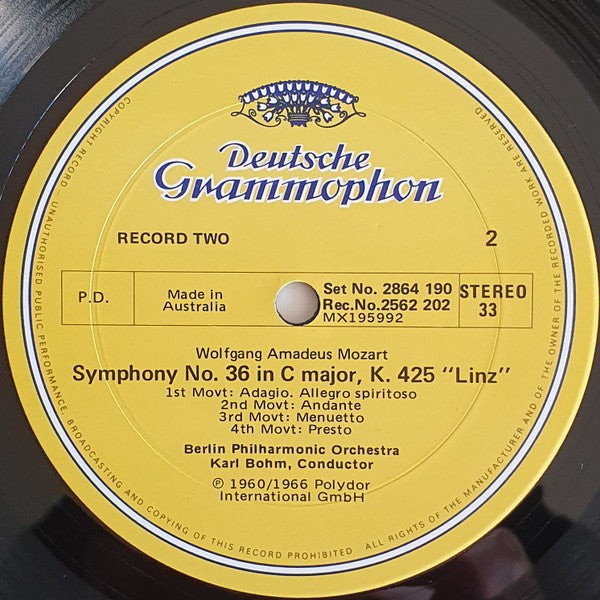 Deutsche
Grammophon
RECORD TWO
2
P.D.
Made in
Australia
Set No. 2864 190
Rec.No.2562 202
MX195992
STEREO
33
Wolfgang Amadeus Mozart
Symphony No. 36 in C major, K. 425 "Linz"
1st Movt: Adagio. Allegro spiritoso
2nd Movt: Andante
3rd Movt: Menuetto
4th Movt: Presto
Berlin Philharmonic Orchestra
Karl Bohm, Conductor
℗ 1960/1966 Polydor
International GmbH
COPYRIGHT RECORD — UNAUTHORISED PUBLIC PERFORMANCE, BROADCASTING AND COPYING OF THIS RECORD PROHIBITED
ALL RIGHTS OF THE MANUFACTURER AND OF THE OWNER OF THE RECORDED WORK ARE RESERVED